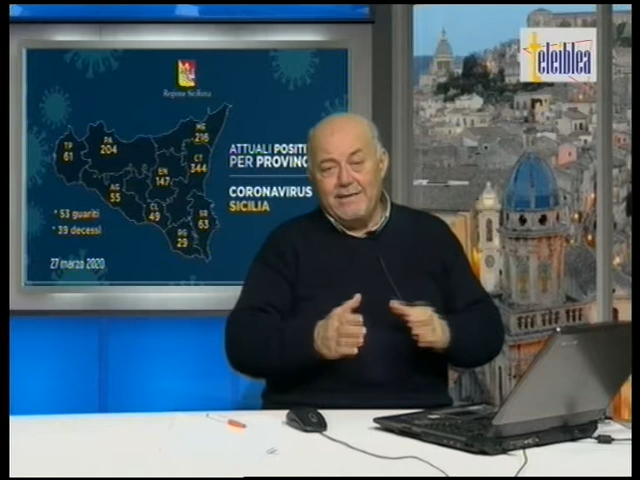 teleiblea
Regione Siciliana
ATTUALI POSITI
PER PROVINC
CORONAVIRUS
SICILIA
ME
216
PA
204
TP
61
CT
344
EN
147
AG
55
CL
49
SR
63
RG
29
* 53 guariti
* 39 decessi
27 marzo 2020